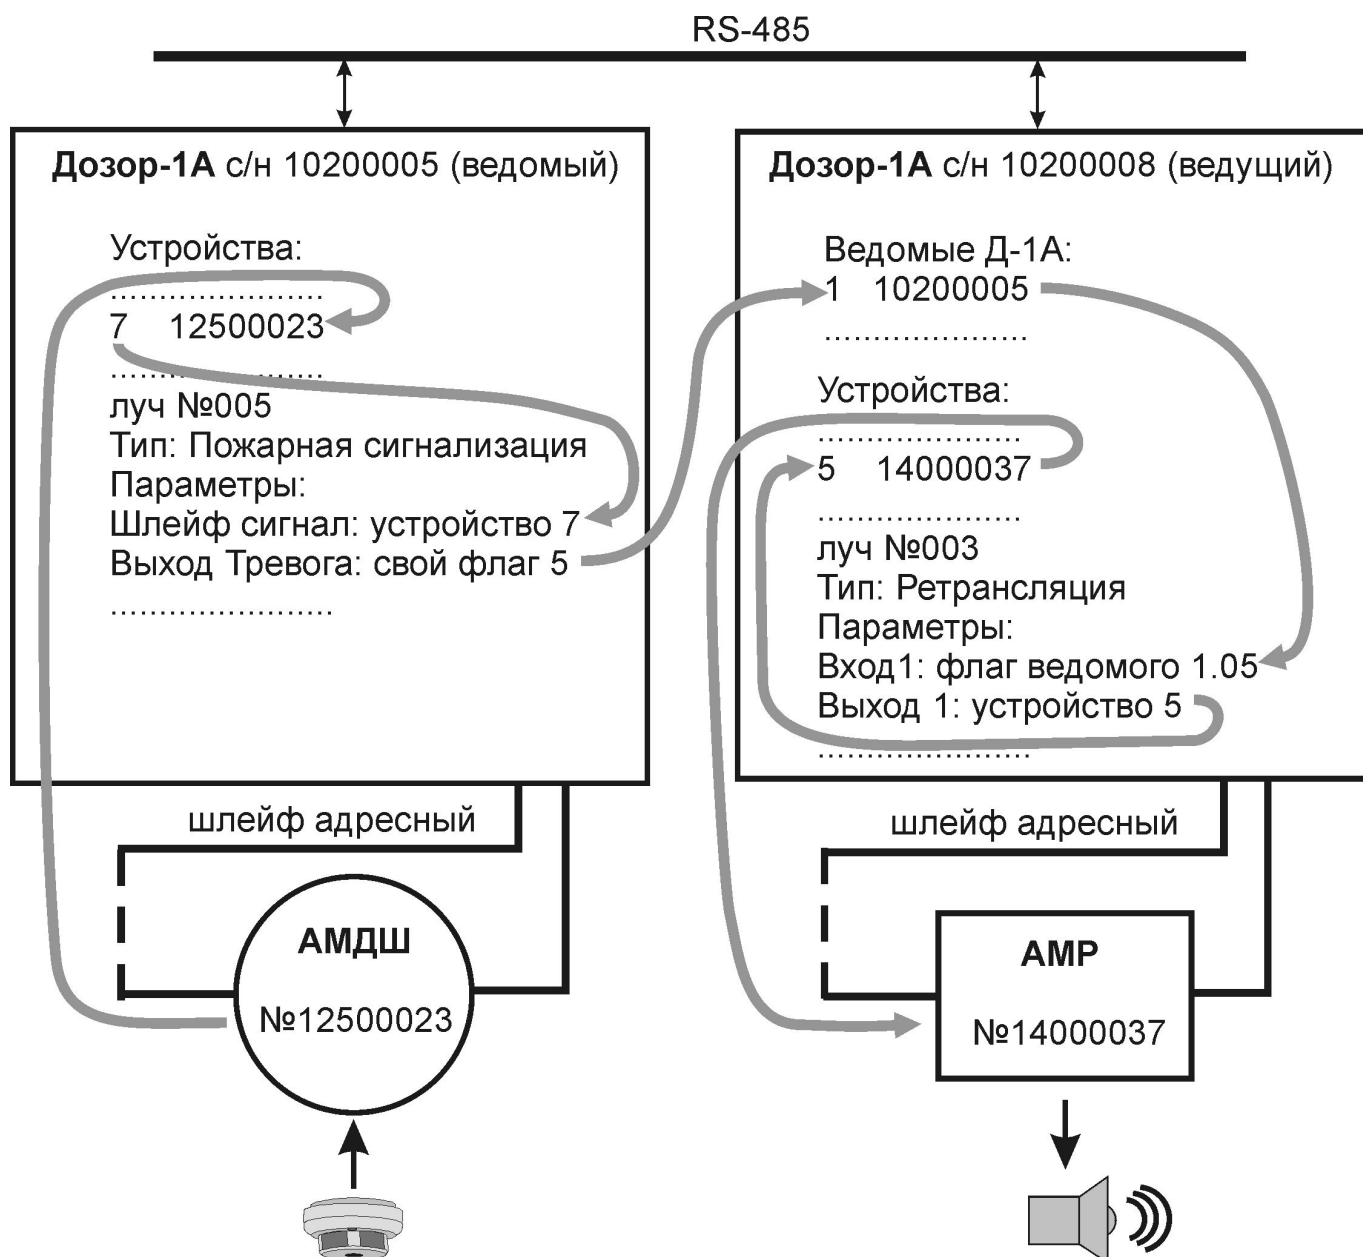 RS-485
Дозор-1А с/н 10200005 (ведомый)
Устройства:
......................
7 12500023
......................
луч №005
Тип: Пожарная сигнализация
Параметры:
Шлейф сигнал: устройство 7
Выход Тревога: свой флаг 5
.......................
шлейф адресный
АМДШ
№12500023
Дозор-1А с/н 10200008 (ведущий)
Ведомые Д-1А:
1 10200005
.....................
Устройства:
.....................
5 14000037
.....................
луч №003
Тип: Ретрансляция
Параметры:
Вход1: флаг ведомого 1.05
Выход 1: устройство 5
......................
шлейф адресный
АМР
№14000037